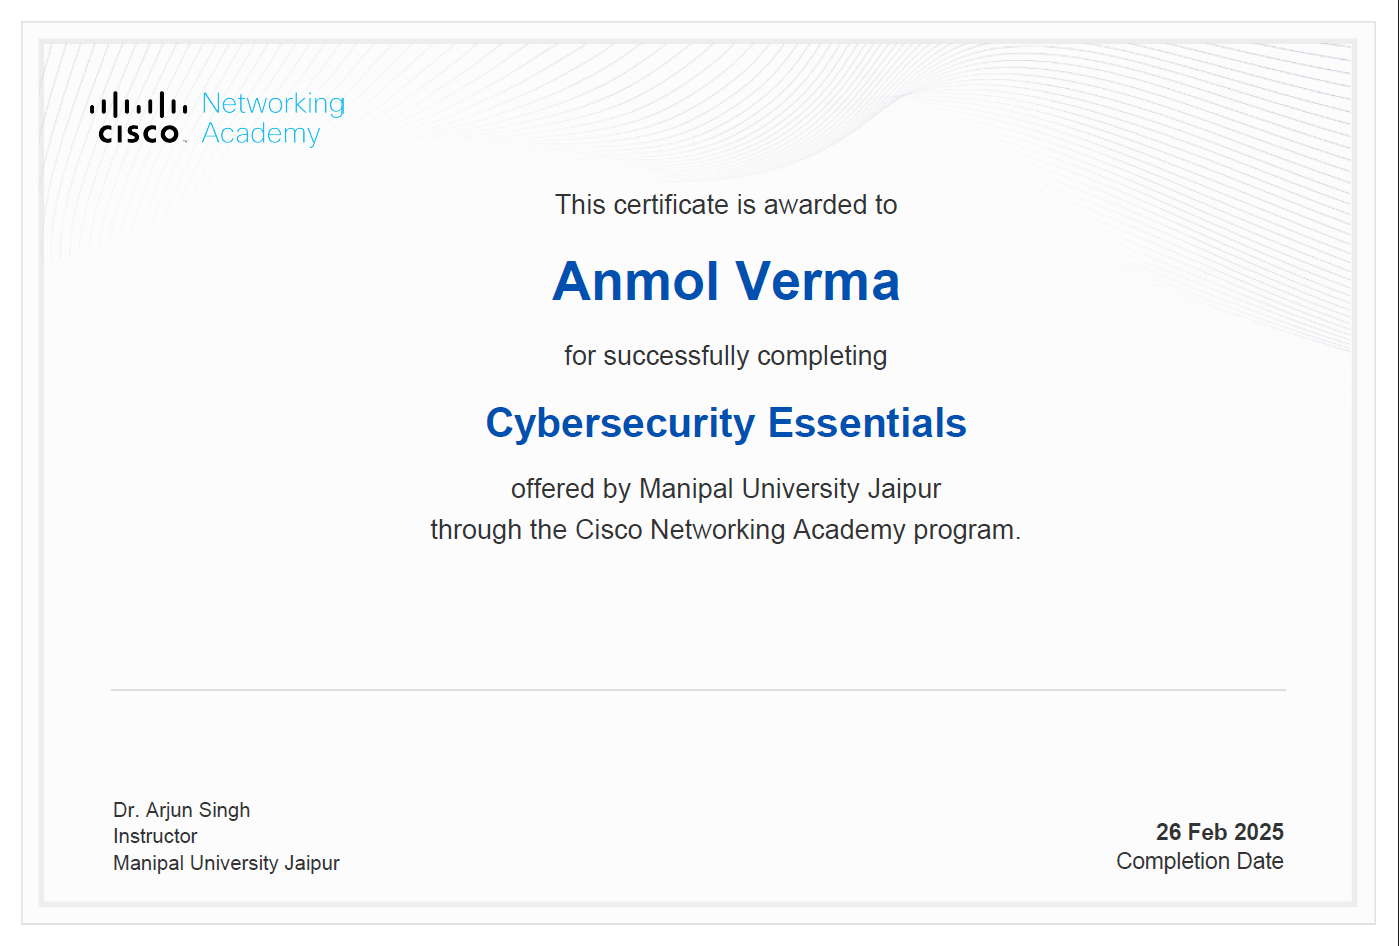 Networking
CISCO Academy
This certificate is awarded to
Anmol Verma
for successfully completing
Cybersecurity Essentials
offered by Manipal University Jaipur
through the Cisco Networking Academy program.
Dr. Arjun Singh
Instructor
Manipal University Jaipur
26 Feb 2025
Completion Date